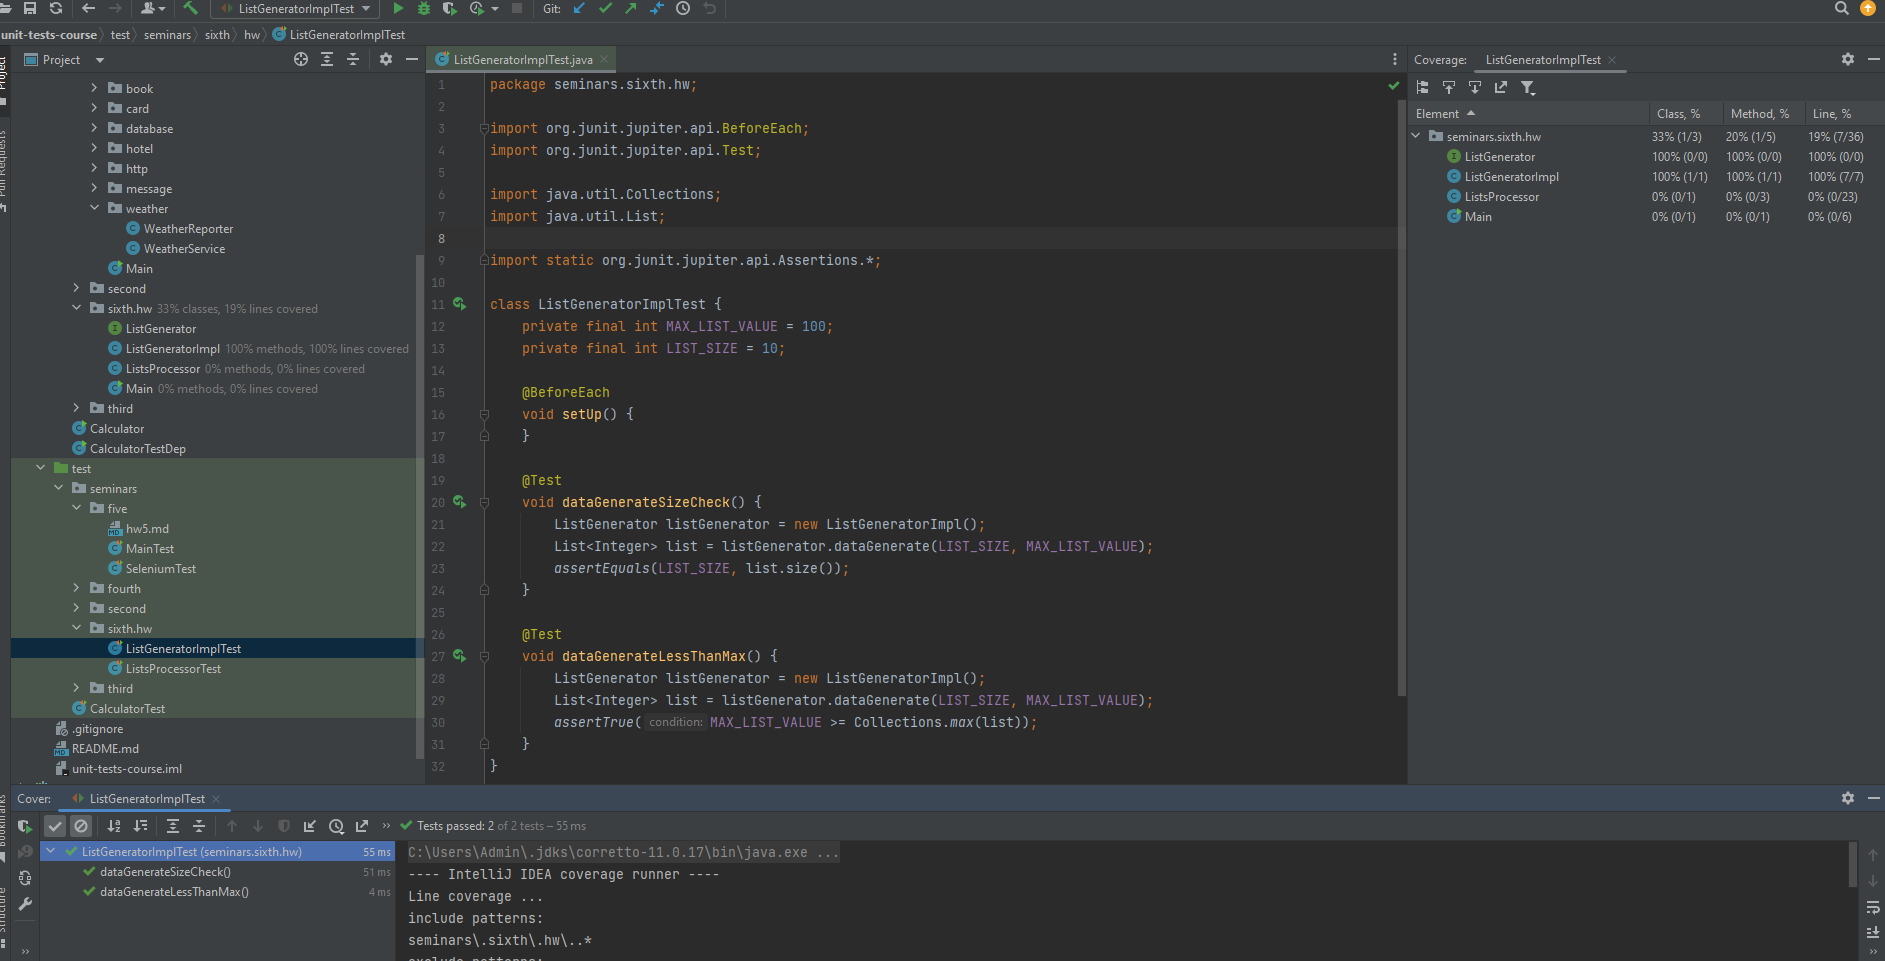 ListGeneratorImplTest
Git:
unit-tests-course test seminars sixth hw ListGeneratorImplTest
Project
Project
Pull Requests
book
card
database
hotel
http
message
weather
WeatherReporter
WeatherService
Main
second
sixth.hw 33% classes, 19% lines covered
ListGenerator
ListGeneratorImpl 100% methods, 100% lines covered
ListsProcessor 0% methods, 0% lines covered
Main 0% methods, 0% lines covered
third
Calculator
CalculatorTestDep
test
seminars
five
hw5.md
MainTest
SeleniumTest
fourth
second
sixth.hw
ListGeneratorImplTest
ListsProcessorTest
third
CalculatorTest
.gitignore
README.md
unit-tests-course.iml
ListGeneratorImplTest.java
1 package seminars.sixth.hw;
2
3 import org.junit.jupiter.api.BeforeEach;
4 import org.junit.jupiter.api.Test;
5
6 import java.util.Collections;
7 import java.util.List;
8
9 import static org.junit.jupiter.api.Assertions.*;
10
11 class ListGeneratorImplTest {
12 private final int MAX_LIST_VALUE = 100;
13 private final int LIST_SIZE = 10;
14
15 @BeforeEach
16 void setUp() {
17 }
18
19 @Test
20 void dataGenerateSizeCheck() {
21 ListGenerator listGenerator = new ListGeneratorImpl();
22 List<Integer> list = listGenerator.dataGenerate(LIST_SIZE, MAX_LIST_VALUE);
23 assertEquals(LIST_SIZE, list.size());
24 }
25
26 @Test
27 void dataGenerateLessThanMax() {
28 ListGenerator listGenerator = new ListGeneratorImpl();
29 List<Integer> list = listGenerator.dataGenerate(LIST_SIZE, MAX_LIST_VALUE);
30 assertTrue( condition: MAX_LIST_VALUE >= Collections.max(list));
31 }
32 }
Coverage: ListGeneratorImplTest
Element Class, % Method, % Line, %
seminars.sixth.hw 33% (1/3) 20% (1/5) 19% (7/36)
ListGenerator 100% (0/0) 100% (0/0) 100% (0/0)
ListGeneratorImpl 100% (1/1) 100% (1/1) 100% (7/7)
ListsProcessor 0% (0/1) 0% (0/3) 0% (0/23)
Main 0% (0/1) 0% (0/1) 0% (0/6)
Cover: ListGeneratorImplTest
Bookmarks
Structure
Tests passed: 2 of 2 tests – 55 ms
ListGeneratorImplTest (seminars.sixth.hw) 55 ms
dataGenerateSizeCheck() 51 ms
dataGenerateLessThanMax() 4 ms
C:\Users\Admin\.jdks\corretto-11.0.17\bin\java.exe ...
---- IntelliJ IDEA coverage runner ----
Line coverage ...
include patterns:
seminars\.sixth\.hw\..*
exclude patterns: